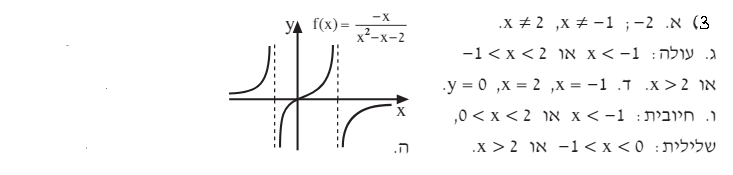 3) א. 2− ; x ≠ −1, x ≠ 2.
ג. עולה: x < −1 או −1 < x < 2
או x > 2. ד. x = −1, x = 2, y = 0.
ו. חיובית: x < −1 או 0 < x < 2,
שלילית: −1 < x < 0 או x > 2.
ה.
y
f(x) = −x / (x²−x−2)
x